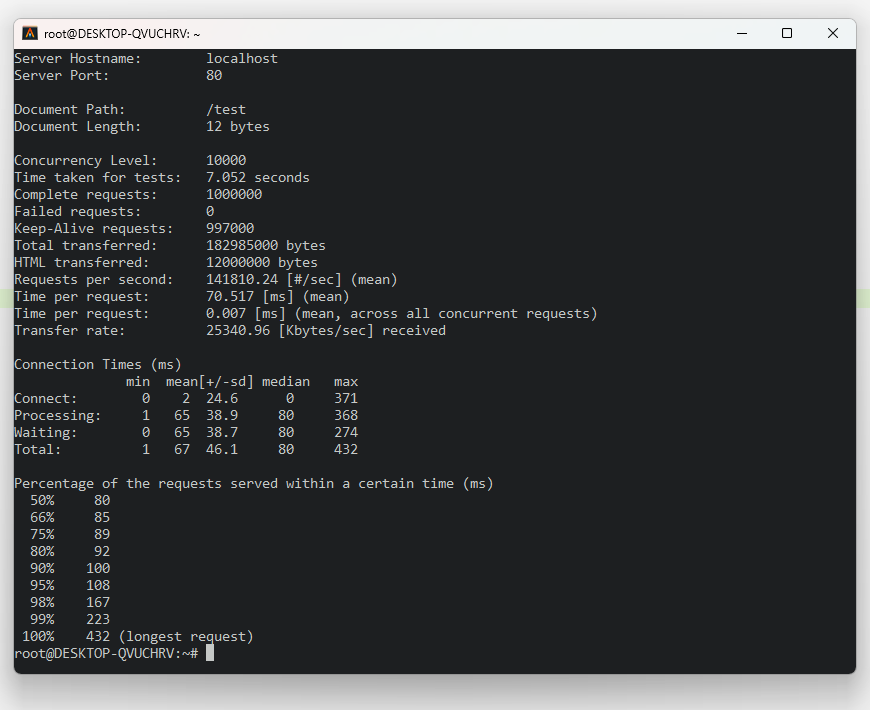 root@DESKTOP-QVUCHRV: ~
Server Hostname:        localhost
Server Port:            80

Document Path:          /test
Document Length:        12 bytes

Concurrency Level:      10000
Time taken for tests:   7.052 seconds
Complete requests:      1000000
Failed requests:        0
Keep-Alive requests:    997000
Total transferred:      182985000 bytes
HTML transferred:       12000000 bytes
Requests per second:    141810.24 [#/sec] (mean)
Time per request:       70.517 [ms] (mean)
Time per request:       0.007 [ms] (mean, across all concurrent requests)
Transfer rate:          25340.96 [Kbytes/sec] received

Connection Times (ms)
              min  mean[+/-sd] median   max
Connect:        0    2  24.6      0     371
Processing:     1   65  38.9     80     368
Waiting:        0   65  38.7     80     274
Total:          1   67  46.1     80     432

Percentage of the requests served within a certain time (ms)
  50%     80
  66%     85
  75%     89
  80%     92
  90%    100
  95%    108
  98%    167
  99%    223
 100%    432 (longest request)
root@DESKTOP-QVUCHRV:~#